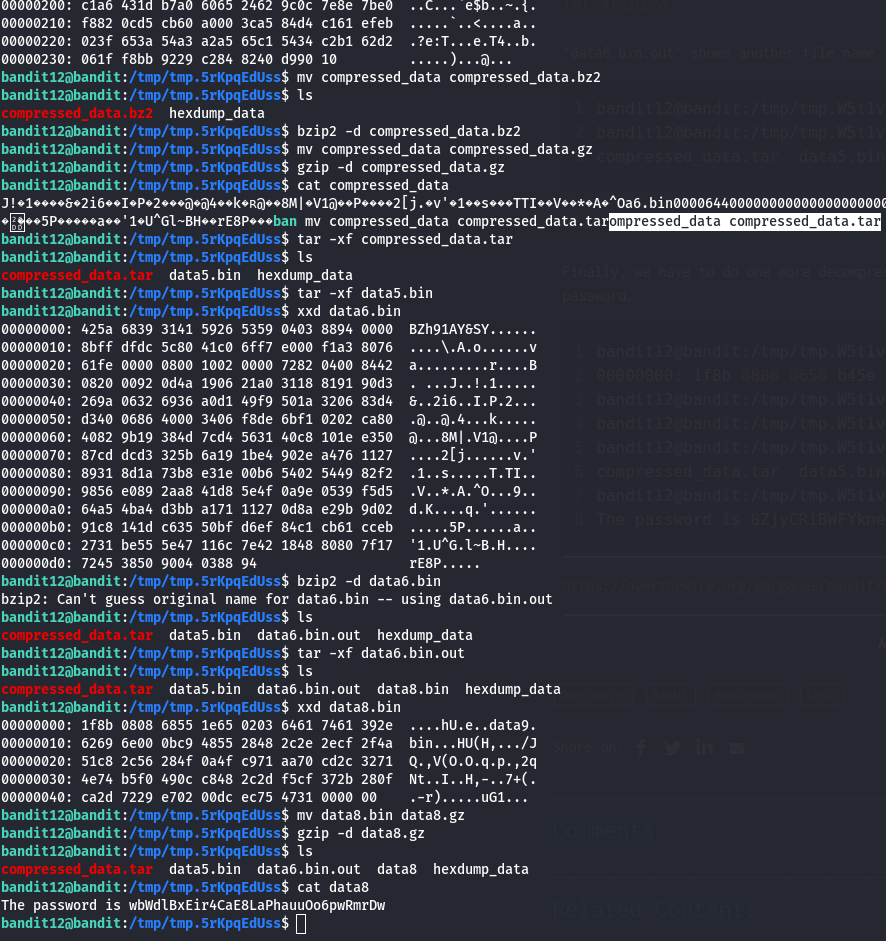 00000200: c1a6 431d b7a0 6065 2462 9c0c 7e8e 7be0  ..C...`e$b..~.{.
00000210: f882 0cd5 cb60 a000 3ca5 84d4 c161 efeb  .....`..<....a..
00000220: 023f 653a 54a3 a2a5 65c1 5434 c2b1 62d2  .?e:T...e.T4..b.
00000230: 061f f8bb 9229 c284 8240 d990 10         .....)...@...
bandit12@bandit:/tmp/tmp.5rKpqEdUss$ mv compressed_data compressed_data.bz2
bandit12@bandit:/tmp/tmp.5rKpqEdUss$ ls
compressed_data.bz2  hexdump_data
bandit12@bandit:/tmp/tmp.5rKpqEdUss$ bzip2 -d compressed_data.bz2
bandit12@bandit:/tmp/tmp.5rKpqEdUss$ mv compressed_data compressed_data.gz
bandit12@bandit:/tmp/tmp.5rKpqEdUss$ gzip -d compressed_data.gz
bandit12@bandit:/tmp/tmp.5rKpqEdUss$ cat compressed_data
ban mv compressed_data compressed_data.tarompressed_data compressed_data.tar
bandit12@bandit:/tmp/tmp.5rKpqEdUss$ tar -xf compressed_data.tar
bandit12@bandit:/tmp/tmp.5rKpqEdUss$ ls
compressed_data.tar  data5.bin  hexdump_data
bandit12@bandit:/tmp/tmp.5rKpqEdUss$ tar -xf data5.bin
bandit12@bandit:/tmp/tmp.5rKpqEdUss$ xxd data6.bin
00000000: 425a 6839 3141 5926 5359 0403 8894 0000  BZh91AY&SY......
00000010: 8bff dfdc 5c80 41c0 6ff7 e000 f1a3 8076  ....\.A.o......v
00000020: 61fe 0000 0800 1002 0000 7282 0400 8442  a.........r....B
00000030: 0820 0092 0d4a 1906 21a0 3118 8191 90d3  . ...J..!.1.....
00000040: 269a 0632 6936 a0d1 49f9 501a 3206 83d4  &..2i6..I.P.2...
00000050: d340 0686 4000 3406 f8de 6bf1 0202 ca80  .@..@.4...k.....
00000060: 4082 9b19 384d 7cd4 5631 40c8 101e e350  @...8M|.V1@....P
00000070: 87cd dcd3 325b 6a19 1be4 902e a476 1127  ....2[j......v.'
00000080: 8931 8d1a 73b8 e31e 00b6 5402 5449 82f2  .1..s.....T.TI..
00000090: 9856 e089 2aa8 41d8 5e4f 0a9e 0539 f5d5  .V..*.A.^O...9..
000000a0: 64a5 4ba4 d3bb a171 1127 0d8a e29b 9d02  d.K....q.'......
000000b0: 91c8 141d c635 50bf d6ef 84c1 cb61 cceb  .....5P......a..
000000c0: 2731 be55 5e47 116c 7e42 1848 8080 7f17  '1.U^G.l~B.H....
000000d0: 7245 3850 9004 0388 94                   rE8P.....
bandit12@bandit:/tmp/tmp.5rKpqEdUss$ bzip2 -d data6.bin
bzip2: Can't guess original name for data6.bin -- using data6.bin.out
bandit12@bandit:/tmp/tmp.5rKpqEdUss$ ls
compressed_data.tar  data5.bin  data6.bin.out  hexdump_data
bandit12@bandit:/tmp/tmp.5rKpqEdUss$ tar -xf data6.bin.out
bandit12@bandit:/tmp/tmp.5rKpqEdUss$ ls
compressed_data.tar  data5.bin  data6.bin.out  data8.bin  hexdump_data
bandit12@bandit:/tmp/tmp.5rKpqEdUss$ xxd data8.bin
00000000: 1f8b 0808 6855 1e65 0203 6461 7461 392e  ....hU.e..data9.
00000010: 6269 6e00 0bc9 4855 2848 2c2e 2ecf 2f4a  bin...HU(H,.../J
00000020: 51c8 2c56 284f 0a4f c971 aa70 cd2c 3271  Q.,V(O.O.q.p.,2q
00000030: 4e74 b5f0 490c c848 2c2d f5cf 372b 280f  Nt..I..H,-..7+(.
00000040: ca2d 7229 e702 00dc ec75 4731 0000 00    .-r).....uG1...
bandit12@bandit:/tmp/tmp.5rKpqEdUss$ mv data8.bin data8.gz
bandit12@bandit:/tmp/tmp.5rKpqEdUss$ gzip -d data8.gz
bandit12@bandit:/tmp/tmp.5rKpqEdUss$ ls
compressed_data.tar  data5.bin  data6.bin.out  data8  hexdump_data
bandit12@bandit:/tmp/tmp.5rKpqEdUss$ cat data8
The password is wbWdlBxEir4CaE8LaPhauuOo6pwRmrDw
bandit12@bandit:/tmp/tmp.5rKpqEdUss$